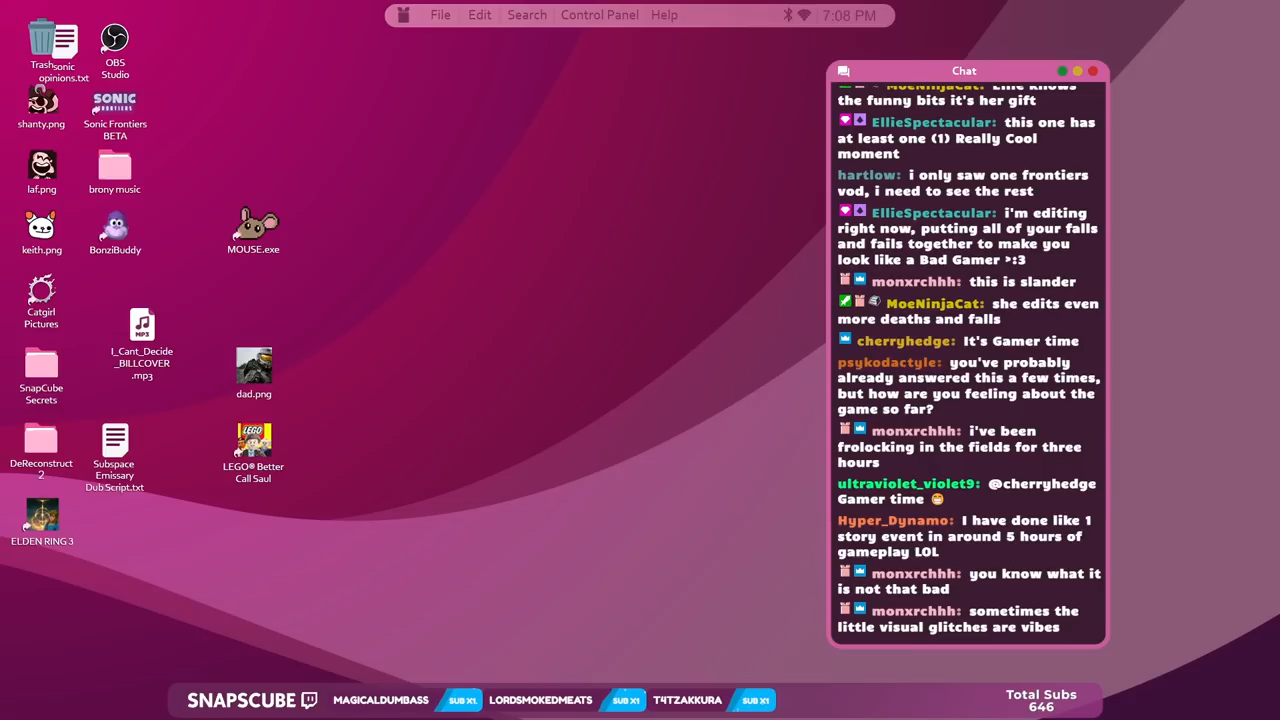 File Edit Search Control Panel Help 7:08 PM
Trash
sonic
opinions.txt
OBS
Studio
shanty.png
SONIC
FRONTIERS
Sonic Frontiers
BETA
laf.png
brony music
keith.png
BonziBuddy
MOUSE.exe
Catgirl
Pictures
MP3
I_Cant_Decide
_BILLCOVER
.mp3
SnapCube
Secrets
dad.png
DeReconstruct
2
Subspace
Emissary
Dub Script.txt
LEGO
LEGO® Better
Call Saul
ELDEN RING 3
Chat
MoeNinjaCat: Ellie knows
the funny bits it's her gift
EllieSpectacular: this one has
at least one (1) Really Cool
moment
hartlow: i only saw one frontiers
vod, i need to see the rest
EllieSpectacular: i'm editing
right now, putting all of your falls
and fails together to make you
look like a Bad Gamer >:3
monxrchhh: this is slander
MoeNinjaCat: she edits even
more deaths and falls
cherryhedge: It's Gamer time
psykodactyle: you've probably
already answered this a few times,
but how are you feeling about the
game so far?
monxrchhh: i've been
frolocking in the fields for three
hours
ultraviolet_violet9: @cherryhedge
Gamer time 😁
Hyper_Dynamo: I have done like 1
story event in around 5 hours of
gameplay LOL
monxrchhh: you know what it
is not that bad
monxrchhh: sometimes the
little visual glitches are vibes
SNAPSCUBE MAGICALDUMBASS SUB X1 LORDSMOKEDMEATS SUB X1 T4TZAKKURA SUB X1
Total Subs
646